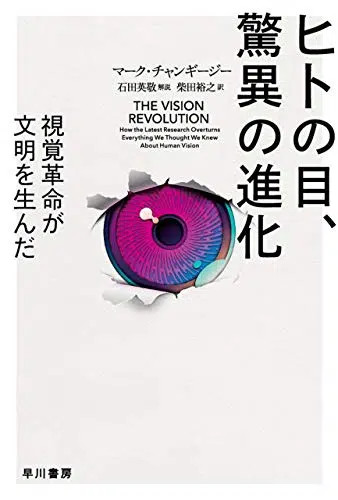 ヒトの目、
驚異の進化
視覚革命が
文明を生んだ
マーク・チャンギージー
石田英敬 解説 柴田裕之 訳
THE VISION
REVOLUTION
How the Latest Research Overturns
Everything We Thought We Knew
About Human Vision
早川書房